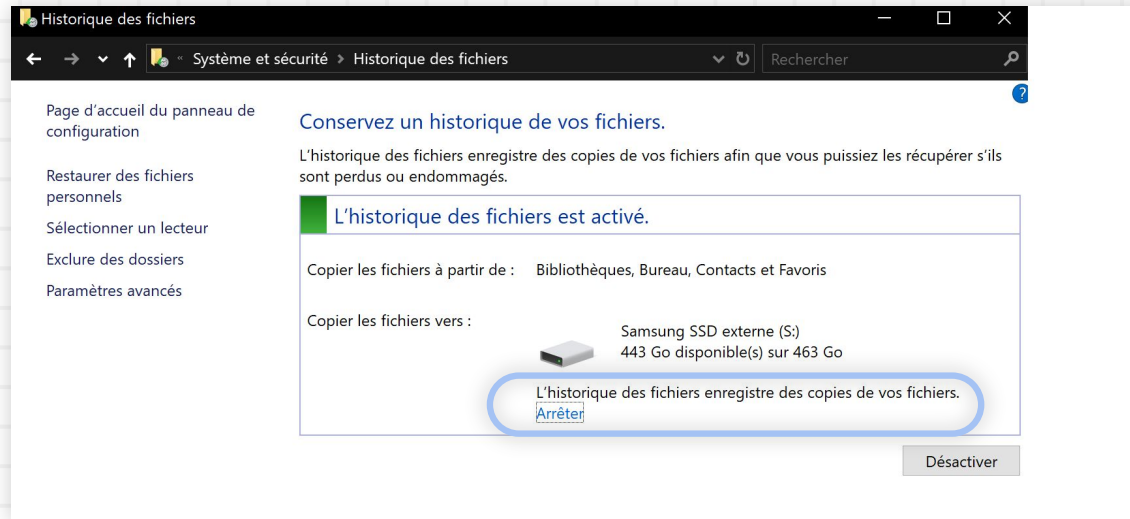 Historique des fichiers
« Système et sécurité > Historique des fichiers
Rechercher
?
Page d’accueil du panneau de
configuration
Restaurer des fichiers
personnels
Sélectionner un lecteur
Exclure des dossiers
Paramètres avancés
Conservez un historique de vos fichiers.
L’historique des fichiers enregistre des copies de vos fichiers afin que vous puissiez les récupérer s’ils
sont perdus ou endommagés.
L’historique des fichiers est activé.
Copier les fichiers à partir de : Bibliothèques, Bureau, Contacts et Favoris
Copier les fichiers vers :
Samsung SSD externe (S:)
443 Go disponible(s) sur 463 Go
L’historique des fichiers enregistre des copies de vos fichiers.
Arrêter
Désactiver